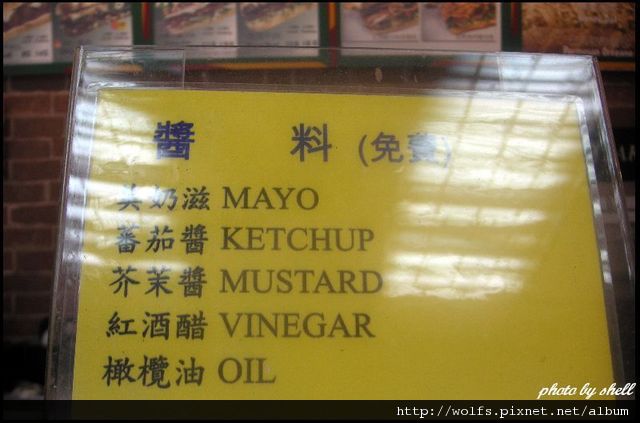 醬 料 (免費)
美奶滋 MAYO
蕃茄醬 KETCHUP
芥茉醬 MUSTARD
紅酒醋 VINEGAR
橄欖油 OIL
photo by shell
http://wolfs.pixnet.net/album